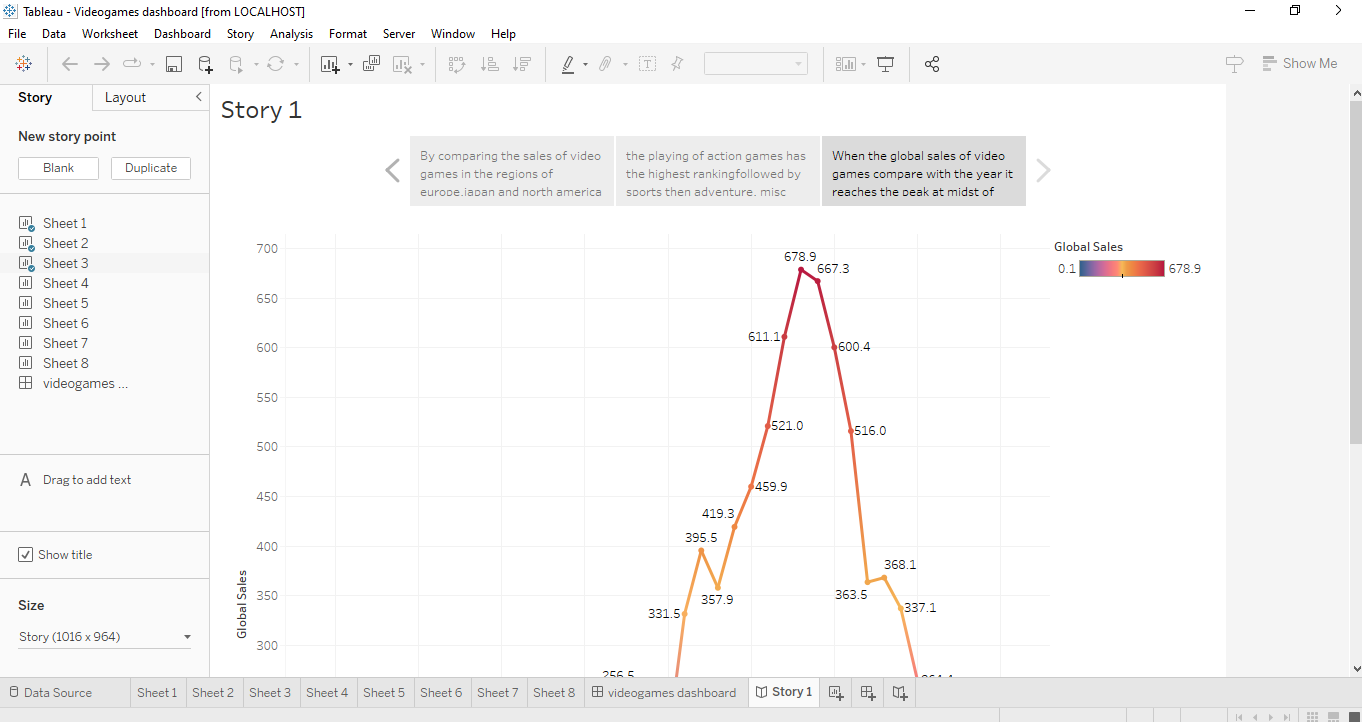 Tableau - Videogames dashboard [from LOCALHOST]
File Data Worksheet Dashboard Story Analysis Format Server Window Help
Show Me
Story Layout
New story point
Blank Duplicate
Sheet 1
Sheet 2
Sheet 3
Sheet 4
Sheet 5
Sheet 6
Sheet 7
Sheet 8
videogames ...
A Drag to add text
Show title
Size
Story (1016 x 964)
Story 1
By comparing the sales of video
games in the regions of
europe,japan and north america
the playing of action games has
the highest rankingfollowed by
sports then adventure, misc
When the global sales of video
games compare with the year it
reaches the peak at midst of
Global Sales
0.1 678.9
700
650
600
550
500
450
400
350
300
Global Sales
678.9
667.3
611.1
600.4
521.0
516.0
459.9
419.3
395.5
368.1
357.9
363.5
331.5
337.1
256.5
Data Source Sheet 1 Sheet 2 Sheet 3 Sheet 4 Sheet 5 Sheet 6 Sheet 7 Sheet 8 videogames dashboard Story 1